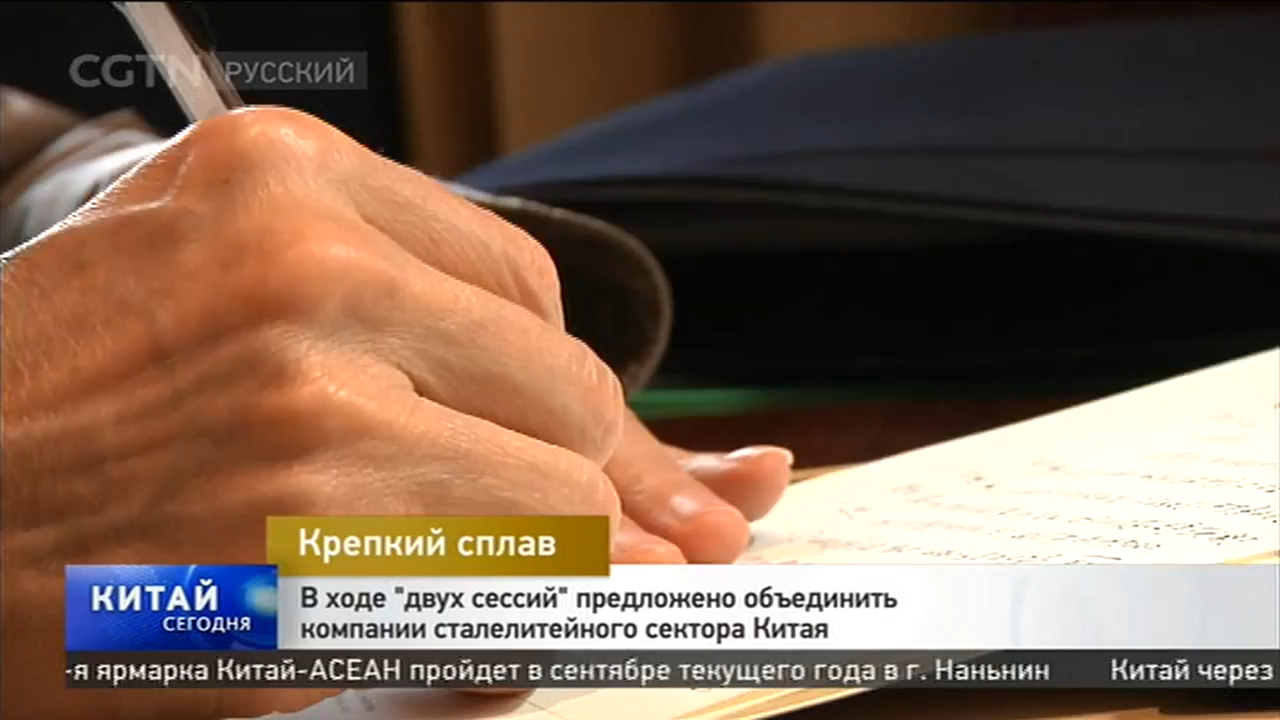 CGTN РУССКИЙ
Крепкий сплав
КИТАЙ
СЕГОДНЯ
В ходе "двух сессий" предложено объединить
компании сталелитейного сектора Китая
-я ярмарка Китай-АСЕАН пройдет в сентябре текущего года в г. Наньнин Китай через